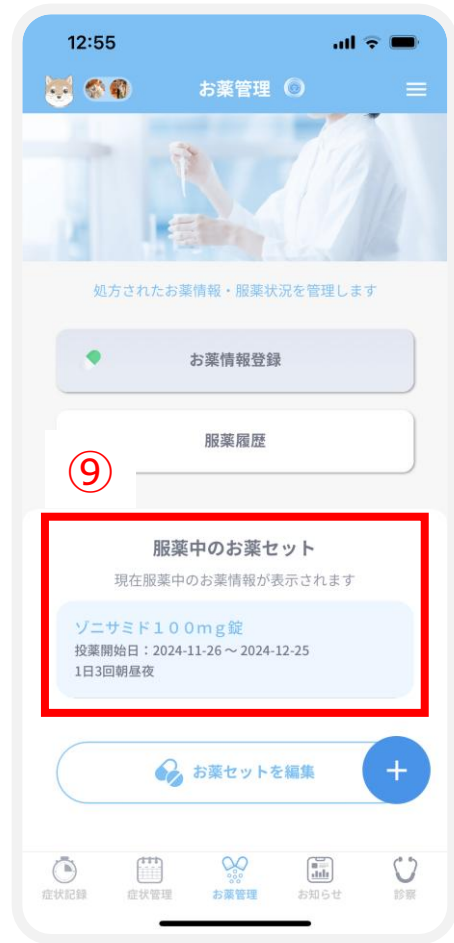 12:55
お薬管理
処方されたお薬情報・服薬状況を管理します
お薬情報登録
服薬履歴
⑨
服薬中のお薬セット
現在服薬中のお薬情報が表示されます
ゾニサミド１００ｍｇ錠
投薬開始日：2024-11-26 ～ 2024-12-25
1日3回朝昼夜
お薬セットを編集
+
症状記録
症状管理
お薬管理
お知らせ
診察